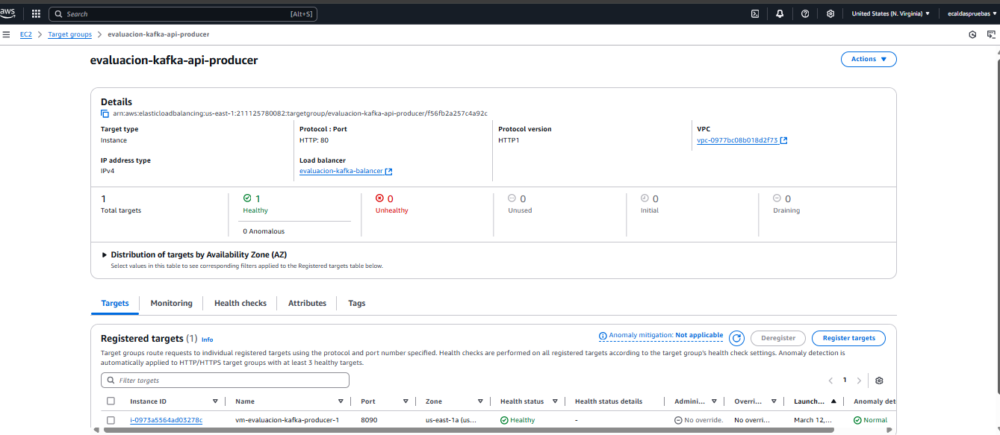 aws Search [Alt+S] United States (N. Virginia) ▼ ecaldaspruebas ▼
EC2 > Target groups > evaluacion-kafka-api-producer
evaluacion-kafka-api-producer
Actions ▼
Details
arn:aws:elasticloadbalancing:us-east-1:211125780082:targetgroup/evaluacion-kafka-api-producer/f56fb2a257c4a92c
Target type Protocol : Port Protocol version VPC
Instance HTTP: 80 HTTP1 vpc-0977bc08b018d2f73
IP address type Load balancer
IPv4 evaluacion-kafka-balancer
1 1 0 0 0 0
Total targets Healthy Unhealthy Unused Initial Draining
0 Anomalous
Distribution of targets by Availability Zone (AZ)
Select values in this table to see corresponding filters applied to the Registered targets table below.
Targets Monitoring Health checks Attributes Tags
Registered targets (1) Info Anomaly mitigation: Not applicable Deregister Register targets
Target groups route requests to individual registered targets using the protocol and port number specified. Health checks are performed on all registered targets according to the target group's health check settings. Anomaly detection is
automatically applied to HTTP/HTTPS target groups with at least 3 healthy targets.
Filter targets 1
Instance ID Name Port Zone Health status Health status details Admini... Overri... Launch... Anomaly det
i-0973a5564ad03278c vm-evaluacion-kafka-producer-1 8090 us-east-1a (us... Healthy - No override. No overri... March 12,... Normal